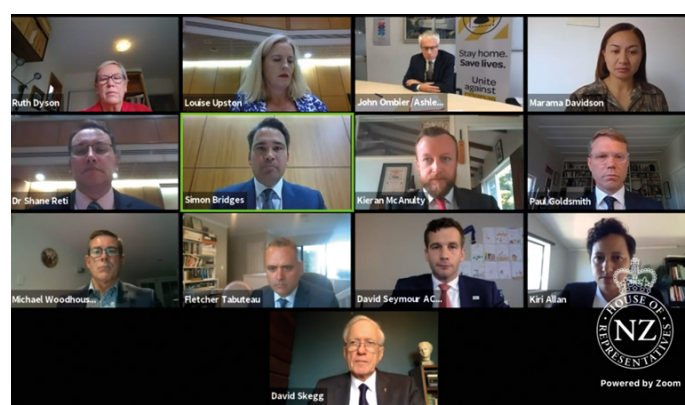 Ruth Dyson
Louise Upston
John Ombler/Ashle...
Stay home.
Save lives.
Unite
against
Marama Davidson
Dr Shane Reti
Simon Bridges
Kieran McAnulty
Paul Goldsmith
Michael Woodhous...
Fletcher Tabuteau
David Seymour AC...
Kiri Allan
HOUSE OF
NZ
REPRESENTATIVES
Powered by Zoom
David Skegg